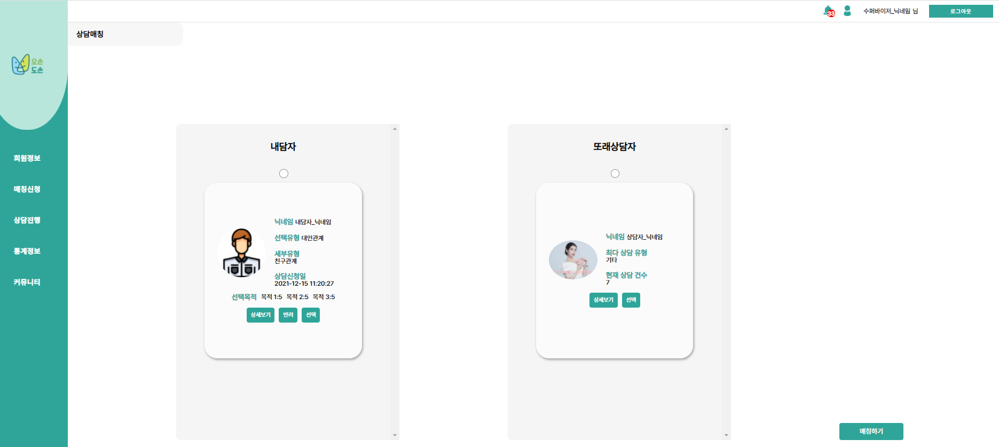 33
수퍼바이저_닉네임 님
로그아웃
상담매칭
오손
도손
회원정보
매칭신청
상담진행
통계정보
커뮤니티
내담자
닉네임 내담자_닉네임
선택유형 대인관계
세부유형
친구관계
상담신청일
2021-12-15 11:20:27
선택목적 목적 1:5 목적 2:5 목적 3:5
상세보기 반려 선택
또래상담자
닉네임 상담자_닉네임
최다 상담 유형
기타
현재 상담 건수
7
상세보기 선택
매칭하기